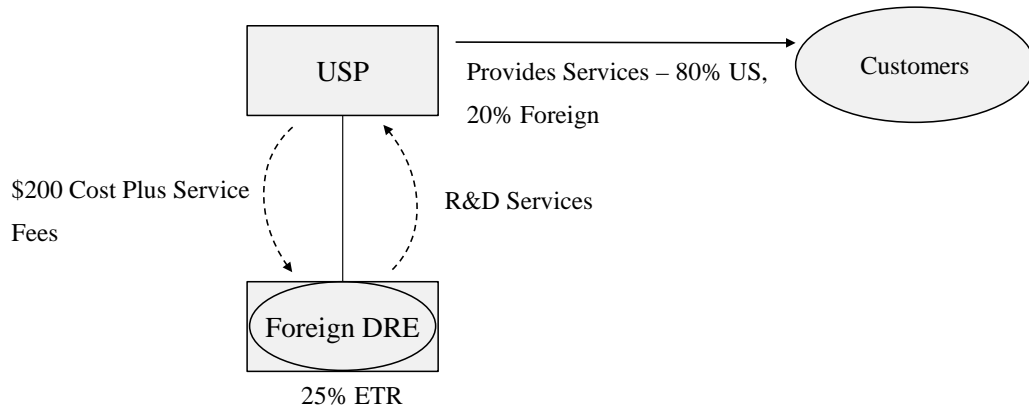 USP
Provides Services – 80% US,
20% Foreign
Customers
$200 Cost Plus Service
Fees
R&D Services
Foreign DRE
25% ETR